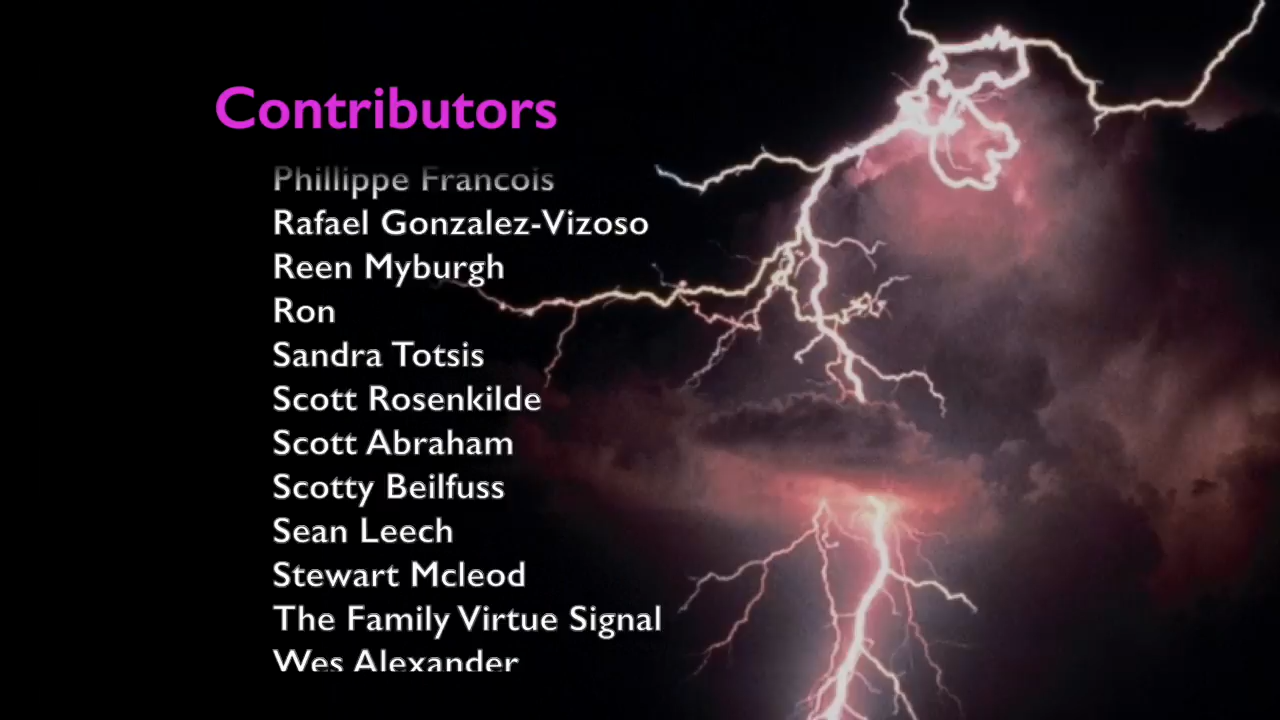 Contributors
Phillippe Francois
Rafael Gonzalez-Vizoso
Reen Myburgh
Ron
Sandra Totsis
Scott Rosenkilde
Scott Abraham
Scotty Beilfuss
Sean Leech
Stewart Mcleod
The Family Virtue Signal
Wes Alexander